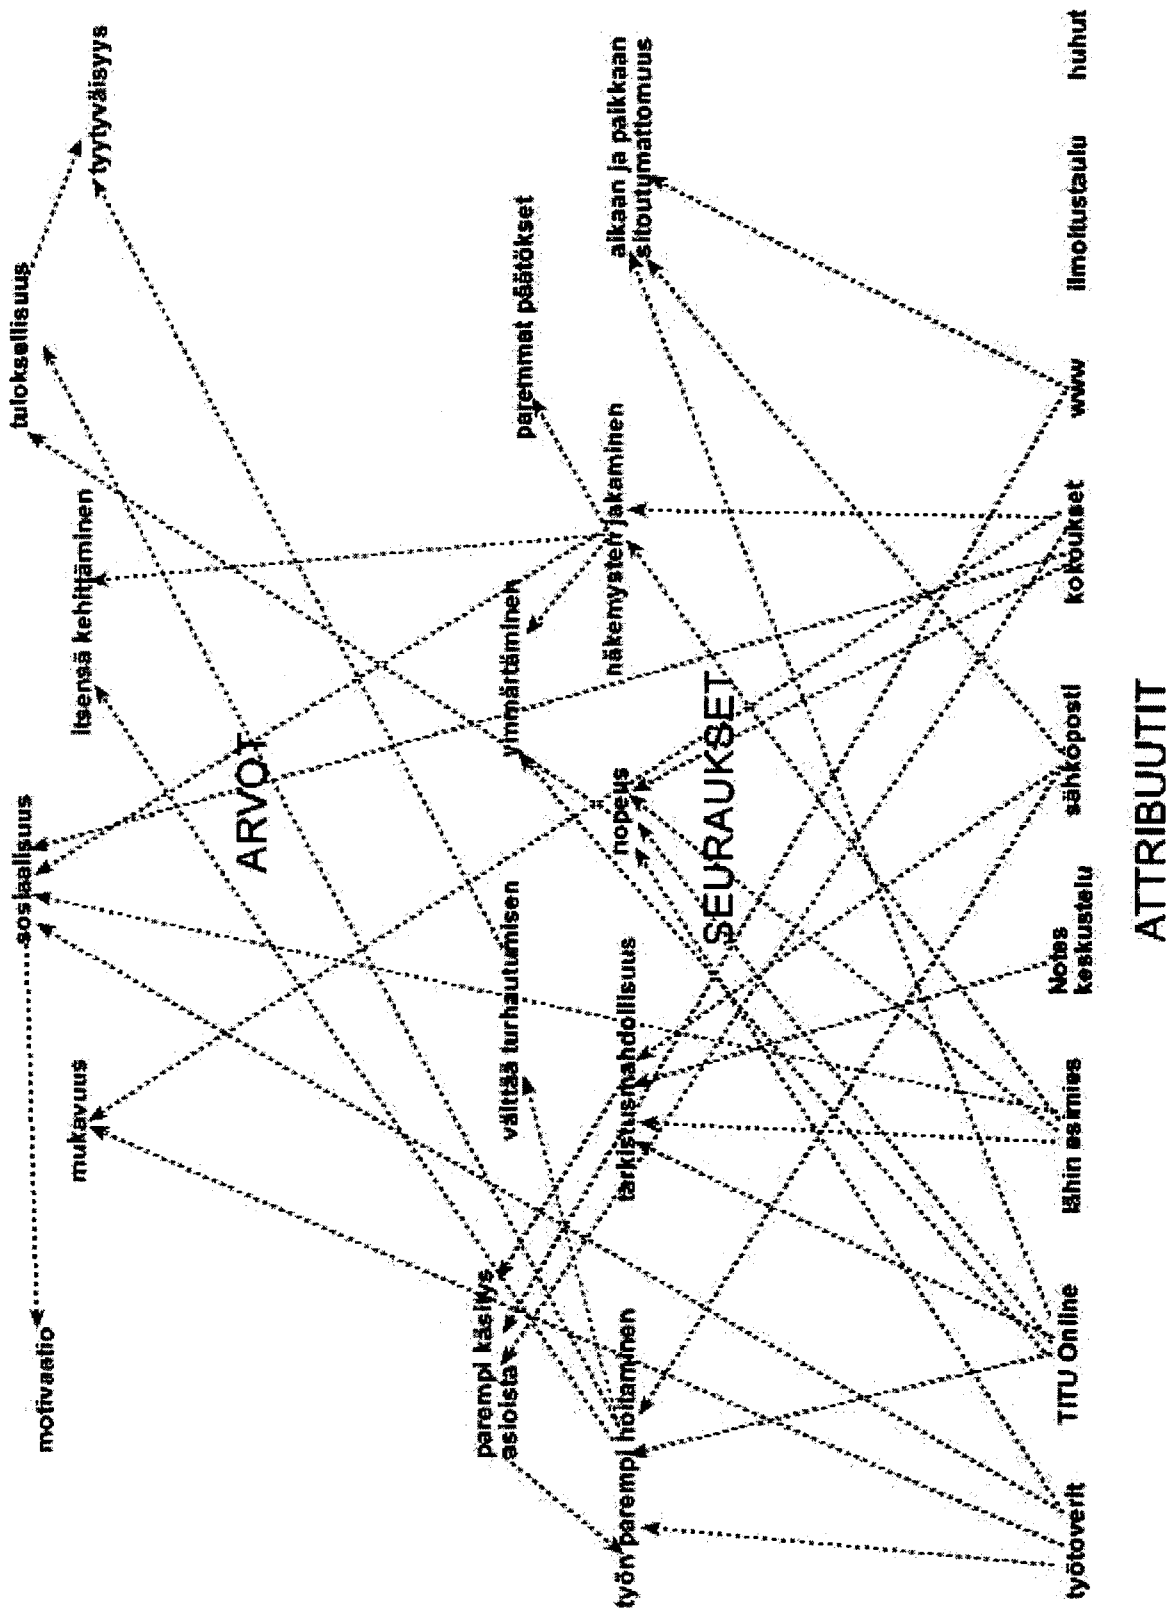 motivaatio
sosiaalisuus
tuloksellisuus
mukavuus
itsensä kehittäminen
tyytyväisyys
ARVOT
parempi käsitys
asioista
välttää turhautumisen
ymmärtäminen
paremmat päätökset
työn parempi hoitaminen
tarkistusmahdollisuus
nopeus
näkemysten jakaminen
aikaan ja paikkaan
sitoutumattomuus
SEURAUKSET
työtoverit
TITU Online
lähin esimies
Notes
keskustelu
sähköposti
kokoukset
www
ilmoitustaulu
huhut
ATTRIBUUTIT